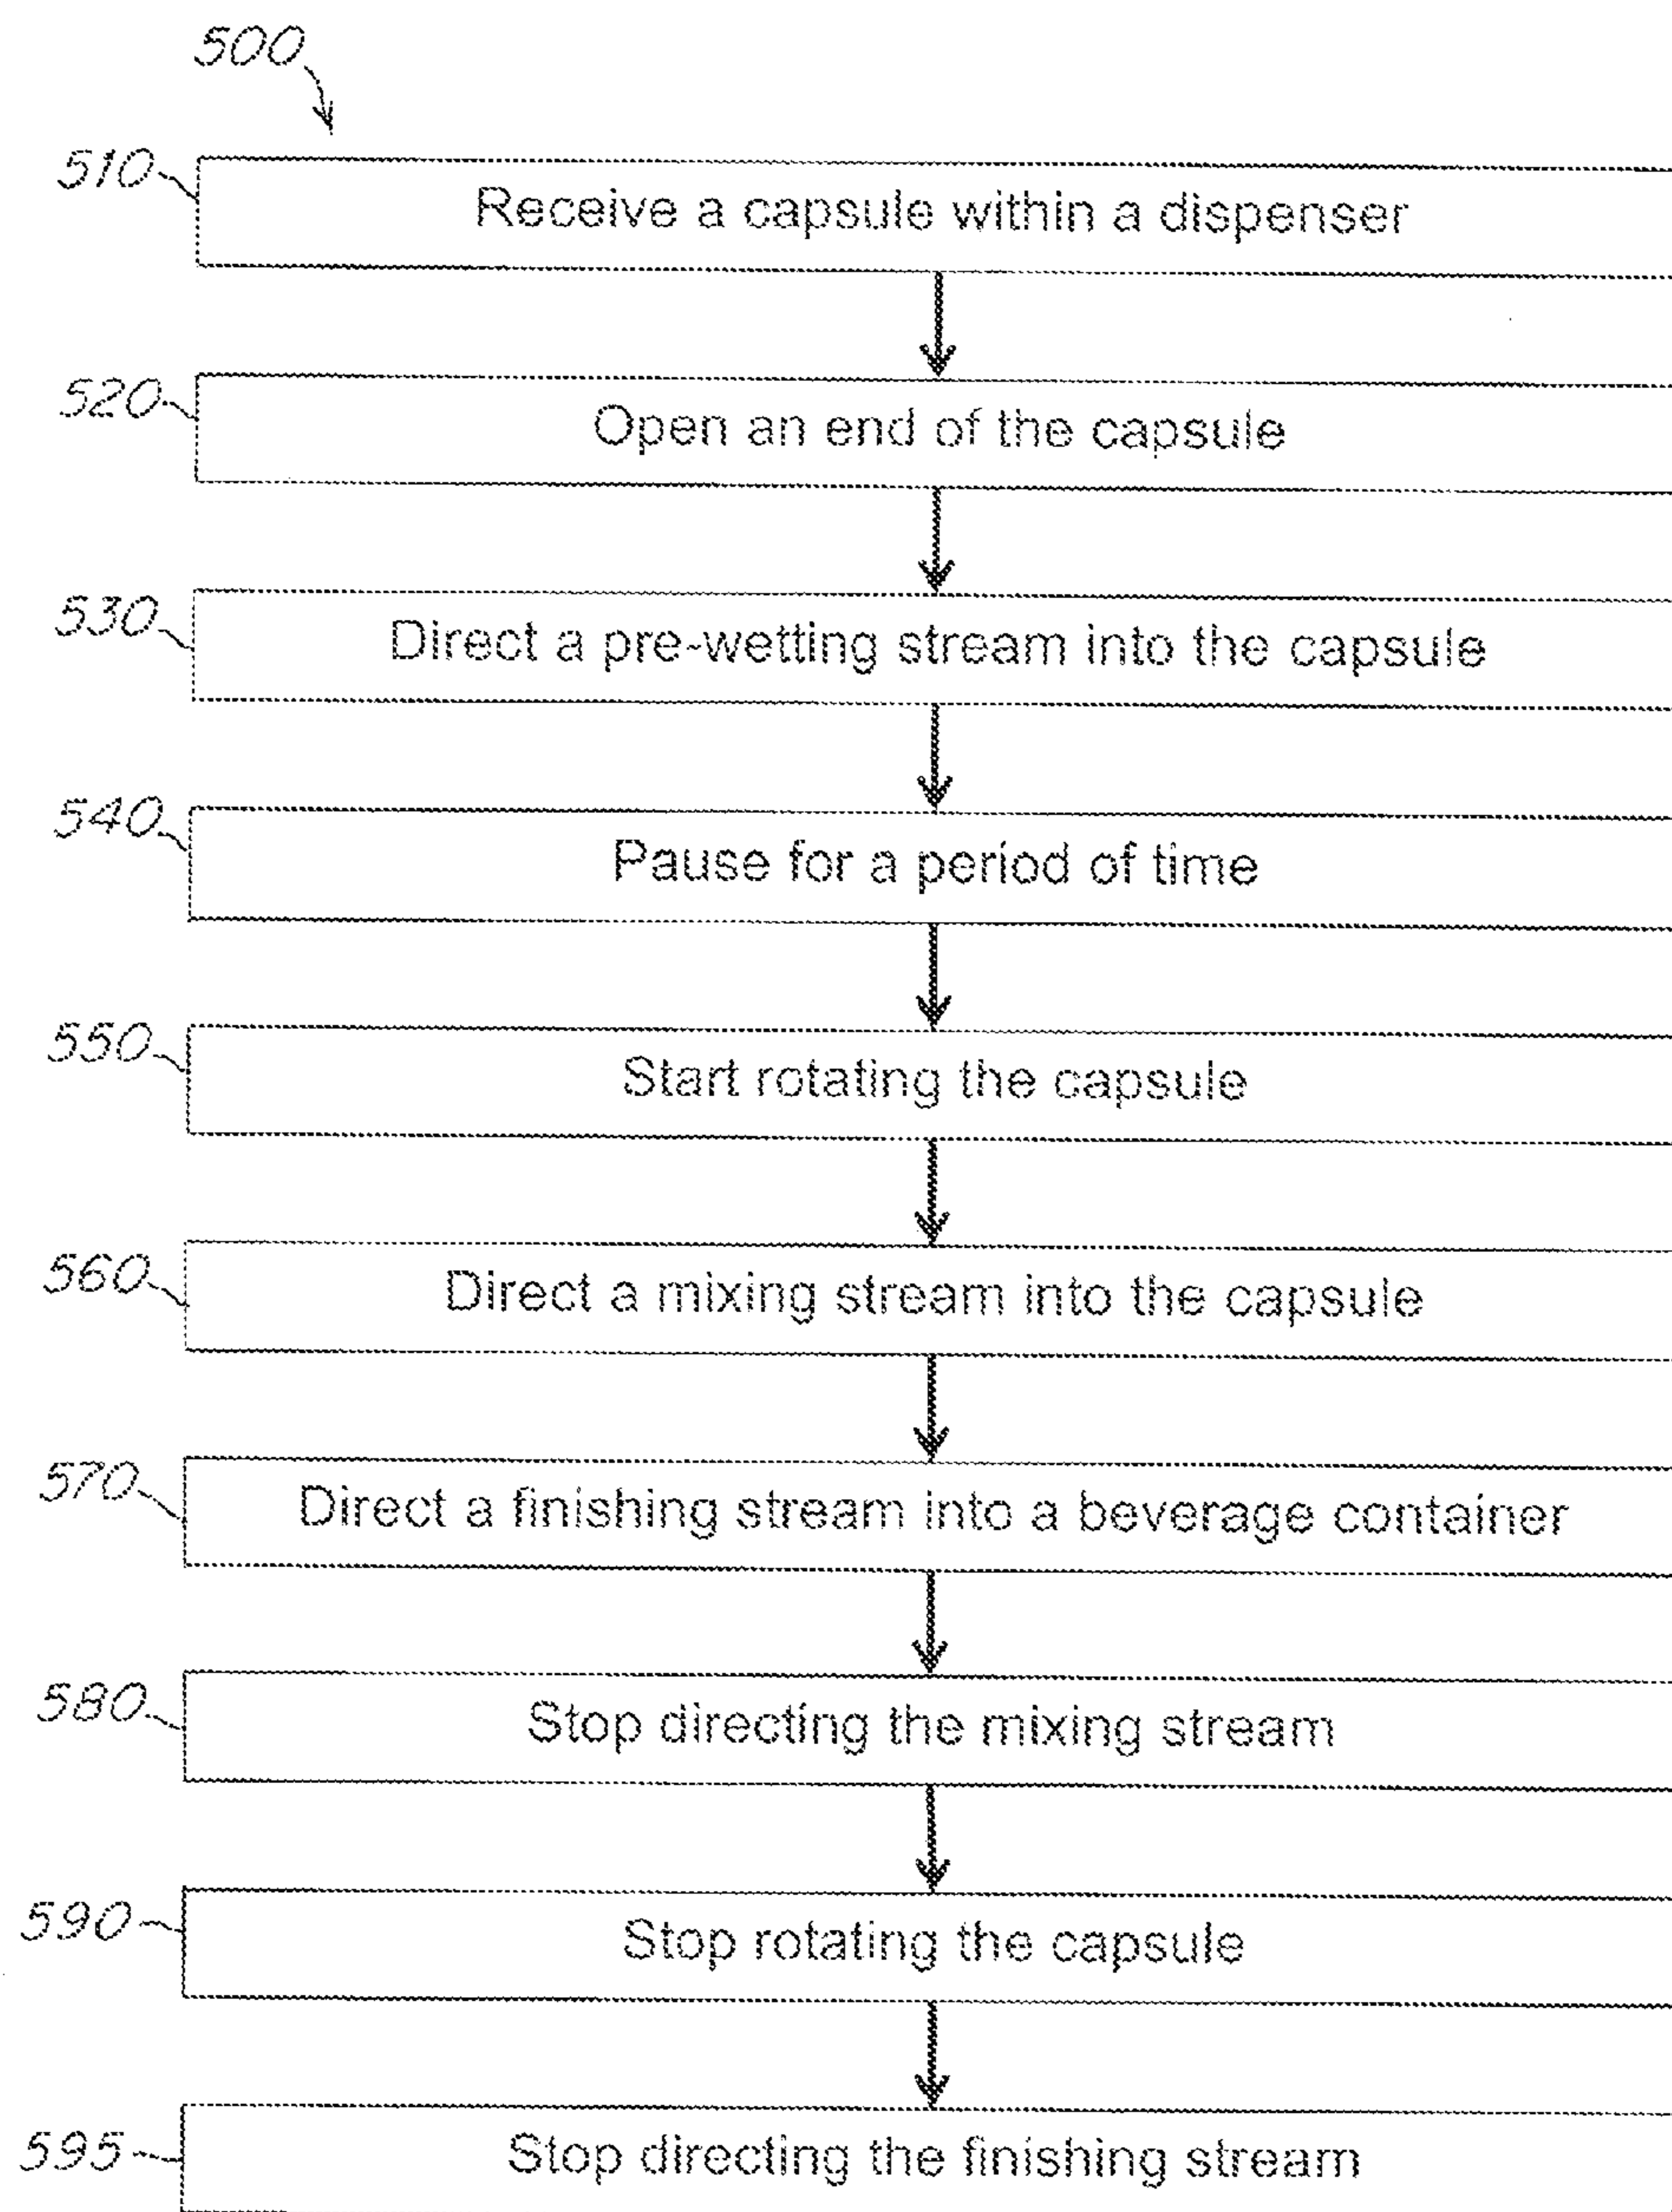 500
510 Receive a capsule within a dispenser
520 Open an end of the capsule
530 Direct a pre-wetting stream into the capsule
540 Pause for a period of time
550 Start rotating the capsule
560 Direct a mixing stream into the capsule
570 Direct a finishing stream into a beverage container
580 Stop directing the mixing stream
590 Stop rotating the capsule
595 Stop directing the finishing stream